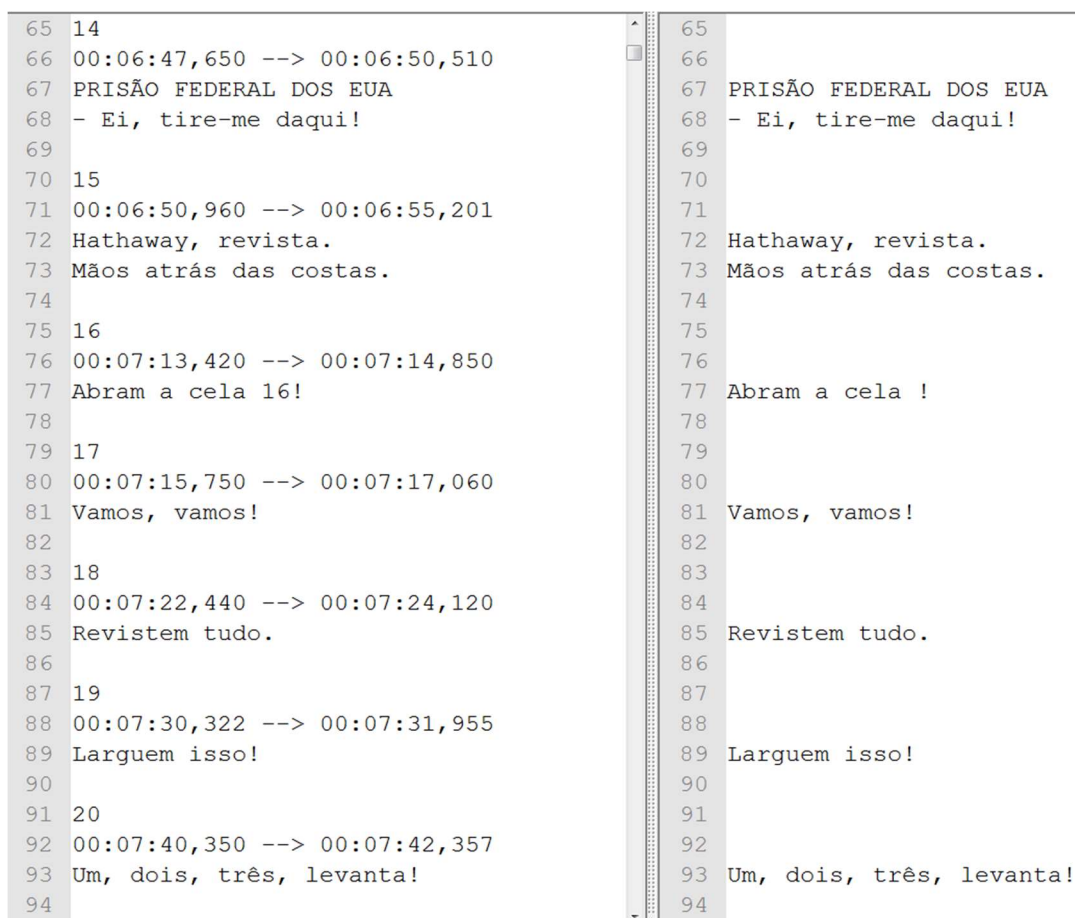 65 14
66 00:06:47,650 --> 00:06:50,510
67 PRISÃO FEDERAL DOS EUA
68 - Ei, tire-me daqui!
69
70 15
71 00:06:50,960 --> 00:06:55,201
72 Hathaway, revista.
73 Mãos atrás das costas.
74
75 16
76 00:07:13,420 --> 00:07:14,850
77 Abram a cela 16!
78
79 17
80 00:07:15,750 --> 00:07:17,060
81 Vamos, vamos!
82
83 18
84 00:07:22,440 --> 00:07:24,120
85 Revistem tudo.
86
87 19
88 00:07:30,322 --> 00:07:31,955
89 Larguem isso!
90
91 20
92 00:07:40,350 --> 00:07:42,357
93 Um, dois, três, levanta!
94
65
66
67 PRISÃO FEDERAL DOS EUA
68 - Ei, tire-me daqui!
69
70
71
72 Hathaway, revista.
73 Mãos atrás das costas.
74
75
76
77 Abram a cela !
78
79
80
81 Vamos, vamos!
82
83
84
85 Revistem tudo.
86
87
88
89 Larguem isso!
90
91
92
93 Um, dois, três, levanta!
94